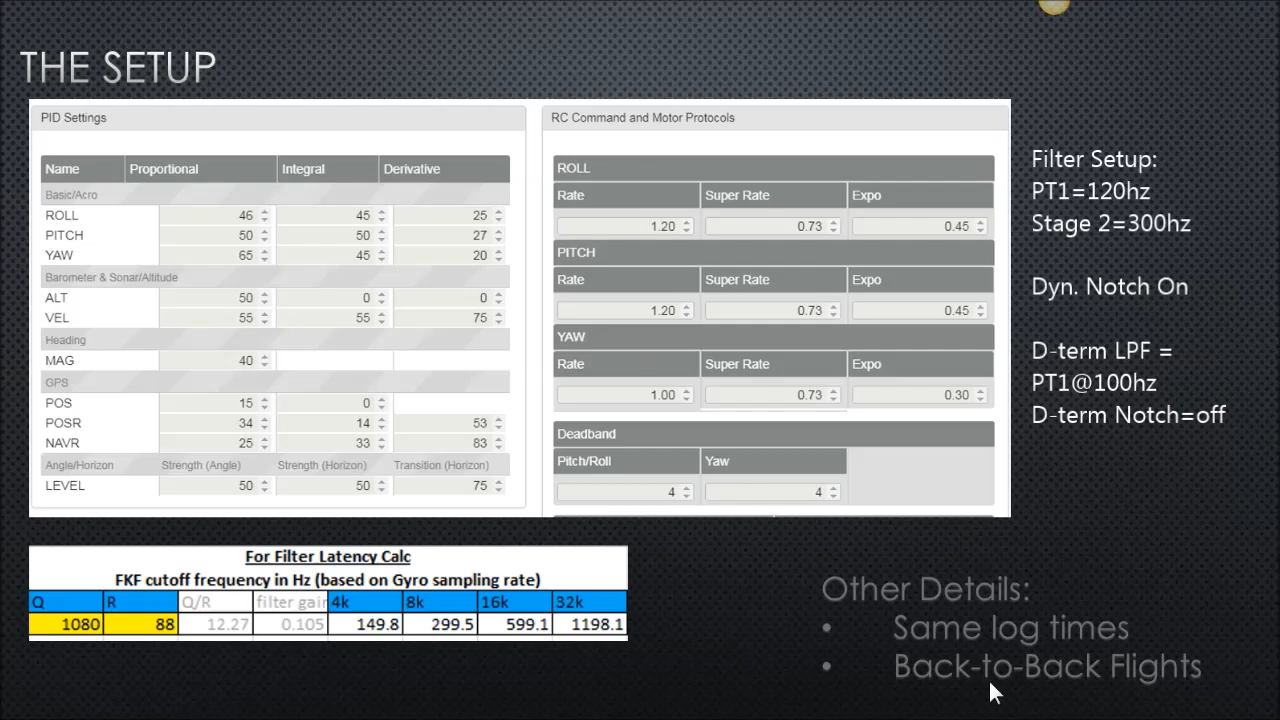 THE SETUP
PID Settings
Name Proportional Integral Derivative
Basic/Acro
ROLL 46 45 25
PITCH 50 50 27
YAW 65 45 20
Barometer & Sonar/Altitude
ALT 50 0 0
VEL 55 55 75
Heading
MAG 40
GPS
POS 15 0
POSR 34 14 53
NAVR 25 33 83
Angle/Horizon Strength (Angle) Strength (Horizon) Transition (Horizon)
LEVEL 50 50 75
RC Command and Motor Protocols
ROLL
Rate Super Rate Expo
1.20 0.73 0.45
PITCH
Rate Super Rate Expo
1.20 0.73 0.45
YAW
Rate Super Rate Expo
1.00 0.73 0.30
Deadband
Pitch/Roll Yaw
4 4
Filter Setup:
PT1=120hz
Stage 2=300hz
Dyn. Notch On
D-term LPF =
PT1@100hz
D-term Notch=off
For Filter Latency Calc
FKF cutoff frequency in Hz (based on Gyro sampling rate)
Q R Q/R filter gain 4k 8k 16k 32k
1080 88 12.27 0.105 149.8 299.5 599.1 1198.1
Other Details:
• Same log times
• Back-to-Back Flights